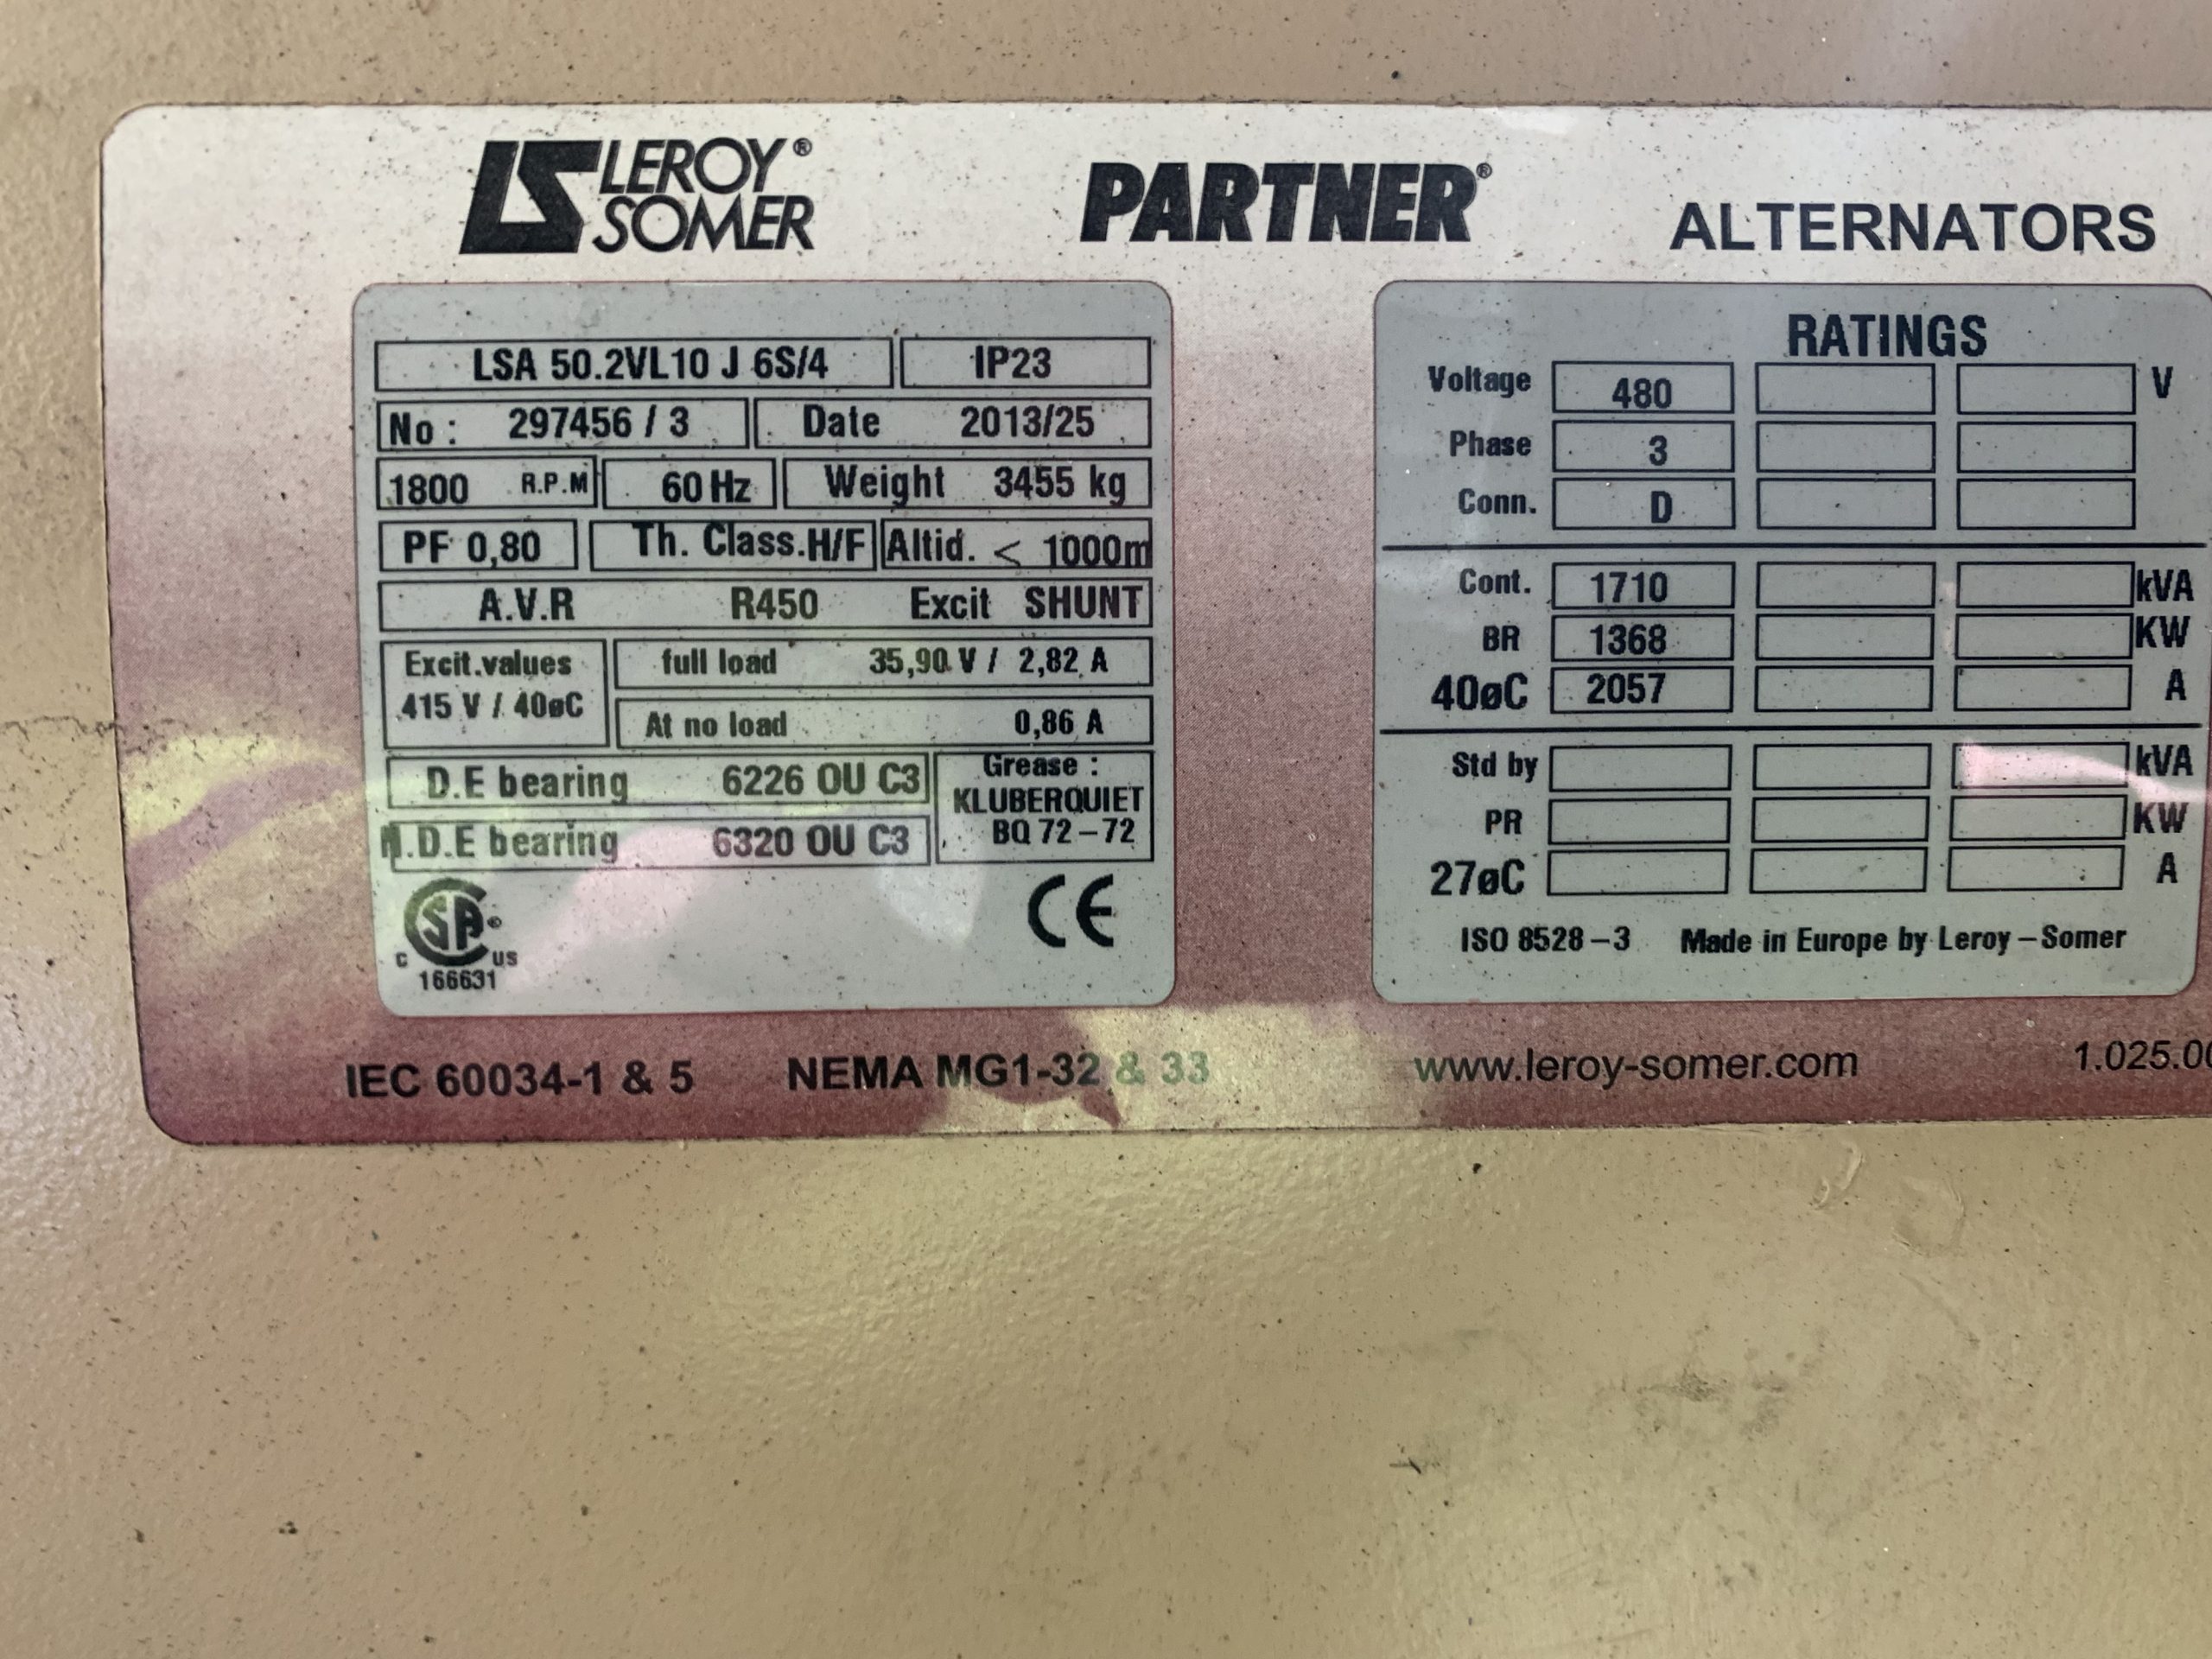 LEROY®
SOMER
PARTNER®
ALTERNATORS
LSA 50.2VL10 J 6S/4 IP23
No : 297456 / 3 Date 2013/25
1800 R.P.M 60 Hz Weight 3455 kg
PF 0,80 Th. Class.H/F Altid. < 1000m
A.V.R R450 Excit SHUNT
Excit.values
415 V / 40øC
full load 35,90 V / 2,82 A
At no load 0,86 A
D.E bearing 6226 OU C3
N.D.E bearing 6320 OU C3
Grease :
KLUBERQUIET
BQ 72-72
CSA®
C US
166631
CE
RATINGS
Voltage 480 V
Phase 3
Conn. D
Cont. 1710 kVA
BR 1368 KW
40øC 2057 A
Std by kVA
PR KW
27øC A
ISO 8528-3 Made in Europe by Leroy-Somer
IEC 60034-1 & 5 NEMA MG1-32 & 33
www.leroy-somer.com